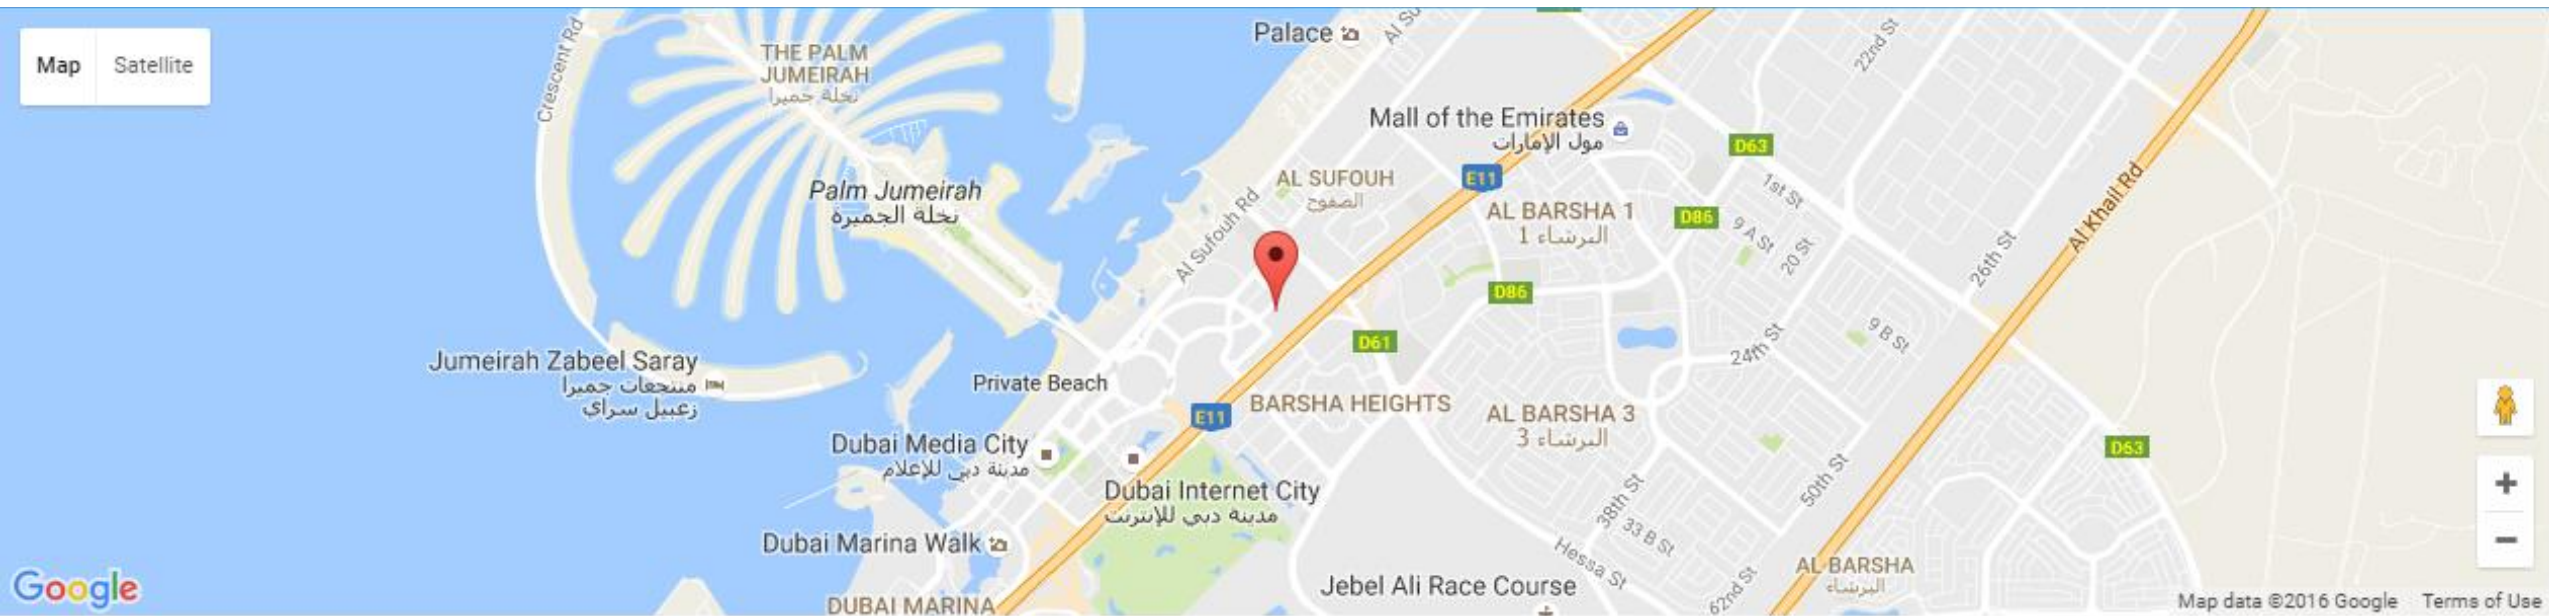 Map
Satellite
Crescent Rd
THE PALM
JUMEIRAH
نخلة جميرا
Palace
Al Su
22nd St
Mall of the Emirates
مول الإمارات
D63
1st St
Al Khail Rd
Palm Jumeirah
نخلة الجميرة
AL SUFOUH
الصفوح
Al Sufouh Rd
E11
AL BARSHA 1
البرشاء 1
D86
9 A St
20 St
26th St
D86
D61
24th St
9 B St
Jumeirah Zabeel Saray
منتجعات جميرا
زعبيل سراي
Private Beach
E11
BARSHA HEIGHTS
AL BARSHA 3
البرشاء 3
D63
Dubai Media City
مدينة دبي للإعلام
Dubai Internet City
مدينة دبي للإنترنت
50th St
38th St
33 B St
Hessa St
62nd St
Dubai Marina Walk
DUBAI MARINA
Jebel Ali Race Course
AL BARSHA
البرشاء
Google
Map data ©2016 Google
Terms of Use